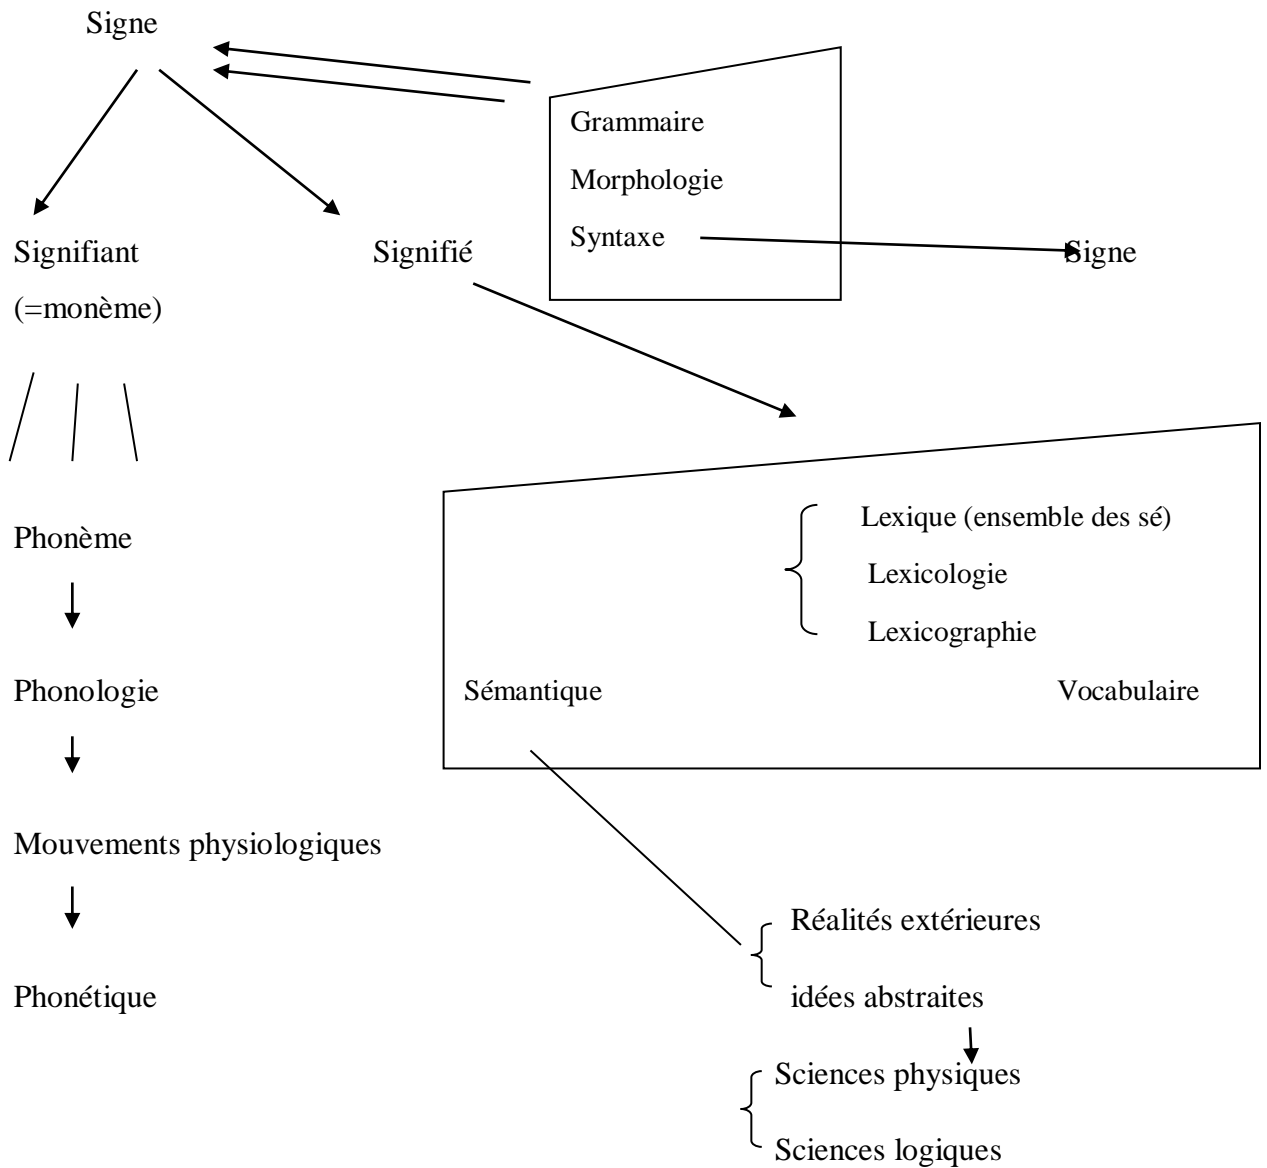 Signe
Grammaire
Morphologie
Syntaxe
Signifiant
Signifié
Signe
(=monème)
Lexique (ensemble des sé)
Phonème
Lexicologie
Lexicographie
Phonologie
Sémantique
Vocabulaire
Mouvements physiologiques
Réalités extérieures
Phonétique
idées abstraites
Sciences physiques
Sciences logiques